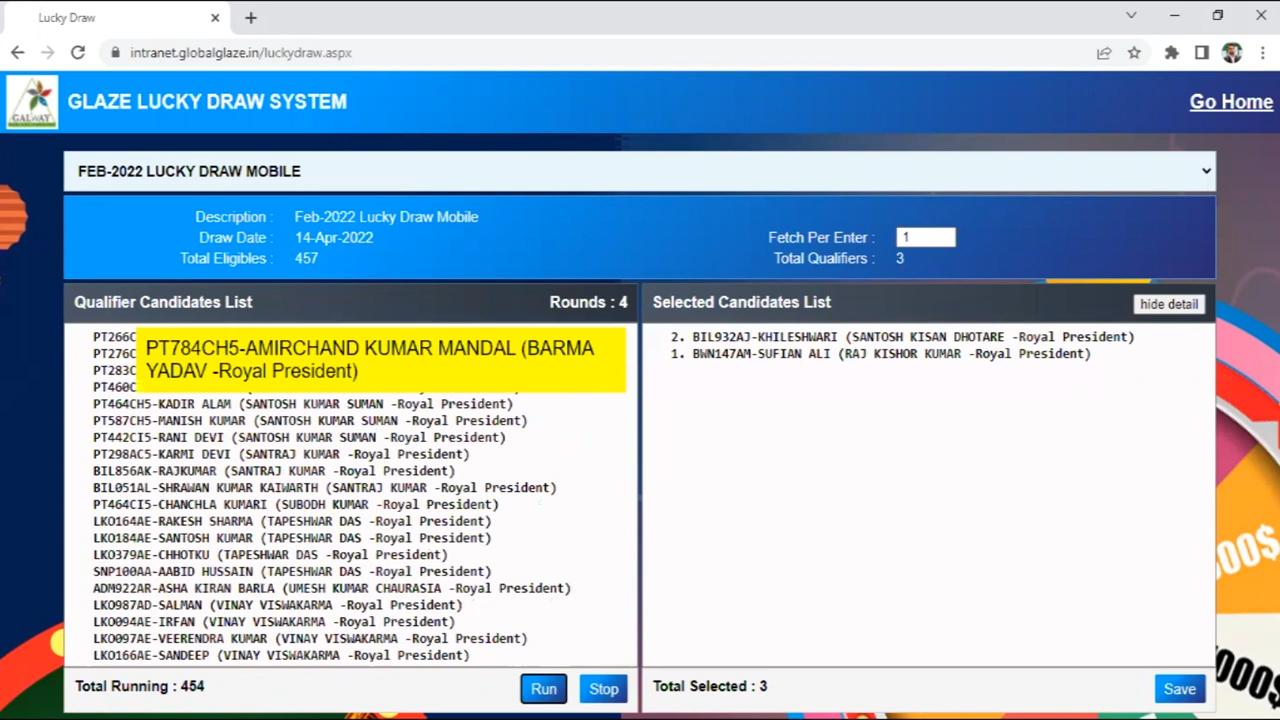 Lucky Draw
intranet.globalglaze.in/luckydraw.aspx
GALWAY
GLAZE LUCKY DRAW SYSTEM
Go Home
FEB-2022 LUCKY DRAW MOBILE
Description : Feb-2022 Lucky Draw Mobile
Draw Date : 14-Apr-2022
Fetch Per Enter : 1
Total Eligibles : 457
Total Qualifiers : 3
Qualifier Candidates List Rounds : 4
PT266C
PT276C
PT283C
PT460C
PT784CH5-AMIRCHAND KUMAR MANDAL (BARMA
YADAV -Royal President)
PT464CH5-KADIR ALAM (SANTOSH KUMAR SUMAN -Royal President)
PT587CH5-MANISH KUMAR (SANTOSH KUMAR SUMAN -Royal President)
PT442CI5-RANI DEVI (SANTOSH KUMAR SUMAN -Royal President)
PT298AC5-KARMI DEVI (SANTRAJ KUMAR -Royal President)
BIL856AK-RAJKUMAR (SANTRAJ KUMAR -Royal President)
BIL051AL-SHRAWAN KUMAR KAIWARTH (SANTRAJ KUMAR -Royal President)
PT464CI5-CHANCHLA KUMARI (SUBODH KUMAR -Royal President)
LKO164AE-RAKESH SHARMA (TAPESHWAR DAS -Royal President)
LKO184AE-SANTOSH KUMAR (TAPESHWAR DAS -Royal President)
LKO379AE-CHHOTKU (TAPESHWAR DAS -Royal President)
SNP100AA-AABID HUSSAIN (TAPESHWAR DAS -Royal President)
ADM922AR-ASHA KIRAN BARLA (UMESH KUMAR CHAURASIA -Royal President)
LKO987AD-SALMAN (VINAY VISWAKARMA -Royal President)
LKO094AE-IRFAN (VINAY VISWAKARMA -Royal President)
LKO097AE-VEERENDRA KUMAR (VINAY VISWAKARMA -Royal President)
LKO166AE-SANDEEP (VINAY VISWAKARMA -Royal President)
Total Running : 454
Run
Stop
Selected Candidates List
hide detail
2. BIL932AJ-KHILESHWARI (SANTOSH KISAN DHOTARE -Royal President)
1. BWN147AM-SUFIAN ALI (RAJ KISHOR KUMAR -Royal President)
Total Selected : 3
Save